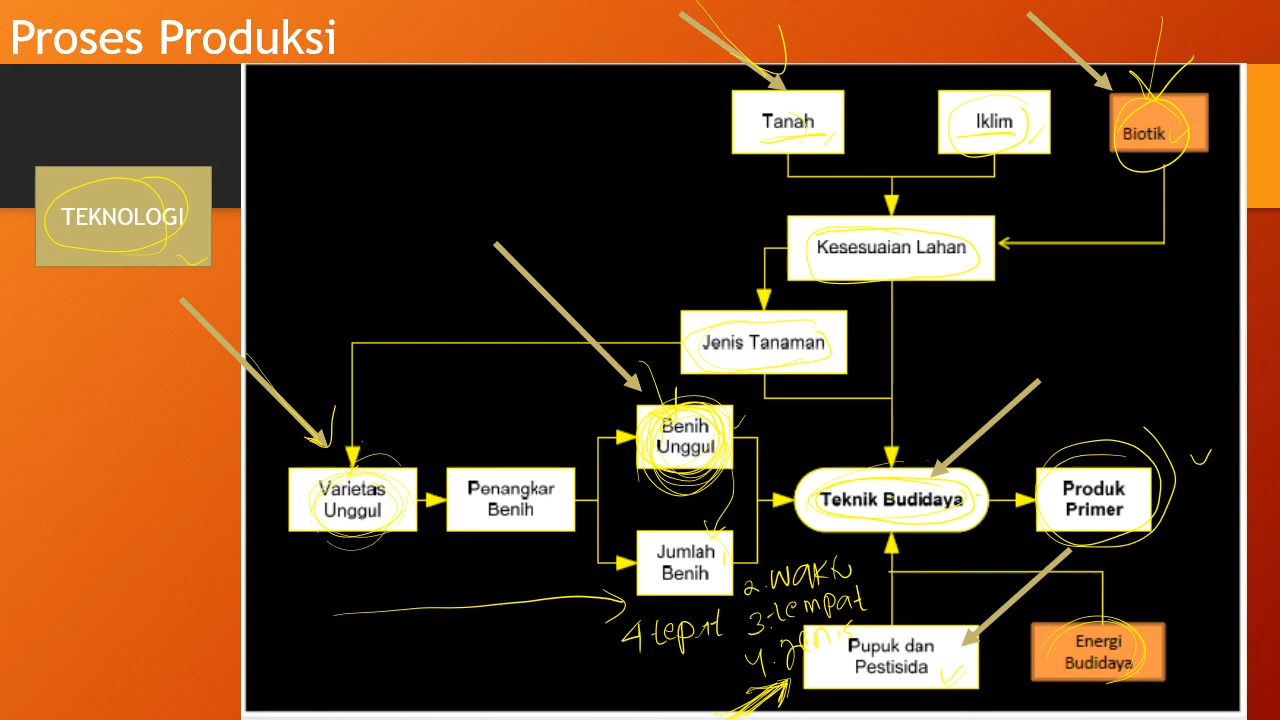 Proses Produksi
TEKNOLOGI
Tanah
Iklim
Biotik
Kesesuaian Lahan
Jenis Tanaman
Benih
Unggul
Varietas
Unggul
Penangkar
Benih
Teknik Budidaya
Produk
Primer
Jumlah
Benih
4 tepat
2. waktu
3. tempat
4. jenis
Pupuk dan
Pestisida
Energi
Budidaya